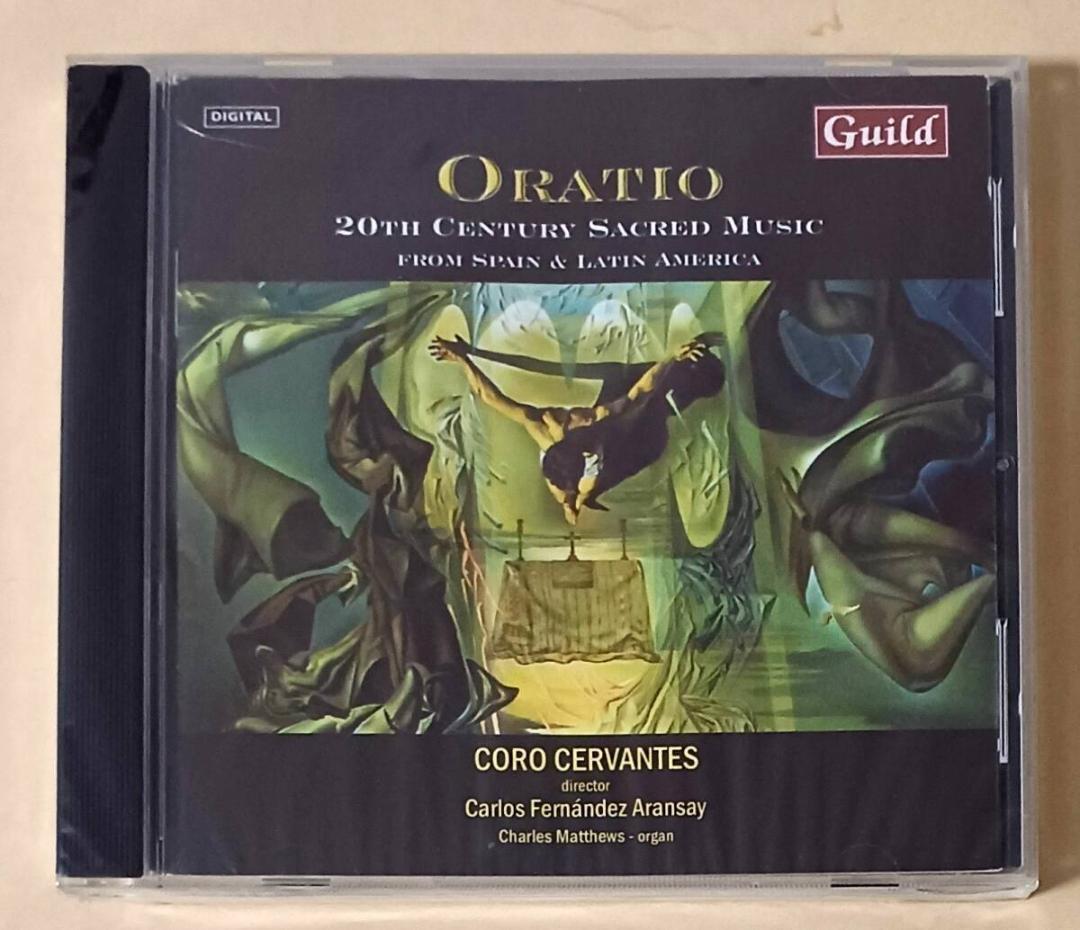 DIGITAL
Guild
ORATIO
20TH CENTURY SACRED MUSIC
FROM SPAIN & LATIN AMERICA
CORO CERVANTES
director
Carlos Fernández Aransay
Charles Matthews - organ